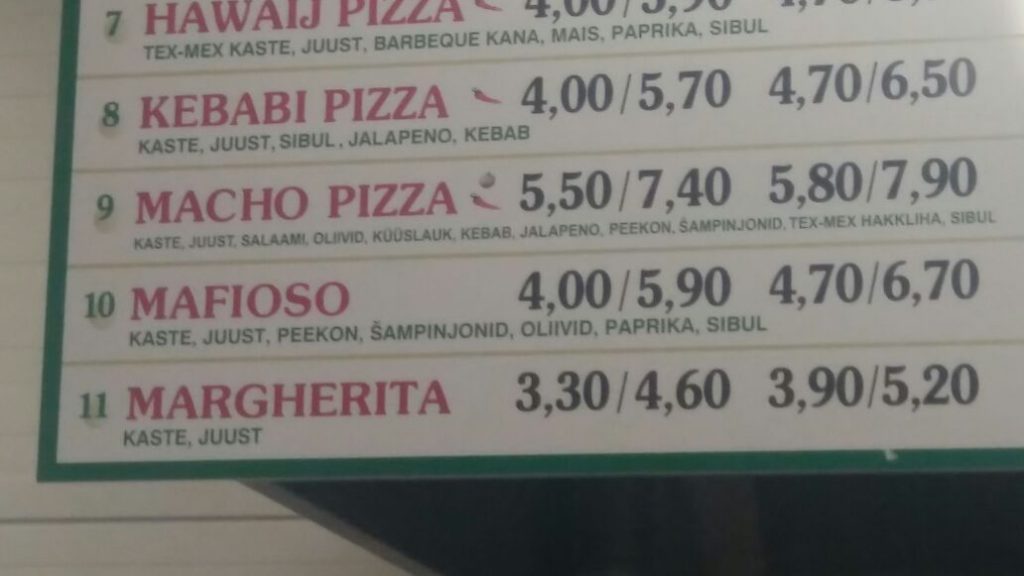 7 HAWAIJ PIZZA 4,00/5,90
TEX-MEX KASTE, JUUST, BARBEQUE KANA, MAIS, PAPRIKA, SIBUL
8 KEBABI PIZZA 4,00/5,70 4,70/6,50
KASTE, JUUST, SIBUL, JALAPENO, KEBAB
9 MACHO PIZZA 5,50/7,40 5,80/7,90
KASTE, JUUST, SALAAMI, OLIIVID, KÜÜSLAUK, KEBAB, JALAPENO, PEEKON, ŠAMPINJONID, TEX-MEX HAKKLIHA, SIBUL
10 MAFIOSO 4,00/5,90 4,70/6,70
KASTE, JUUST, PEEKON, ŠAMPINJONID, OLIIVID, PAPRIKA, SIBUL
11 MARGHERITA 3,30/4,60 3,90/5,20
KASTE, JUUST